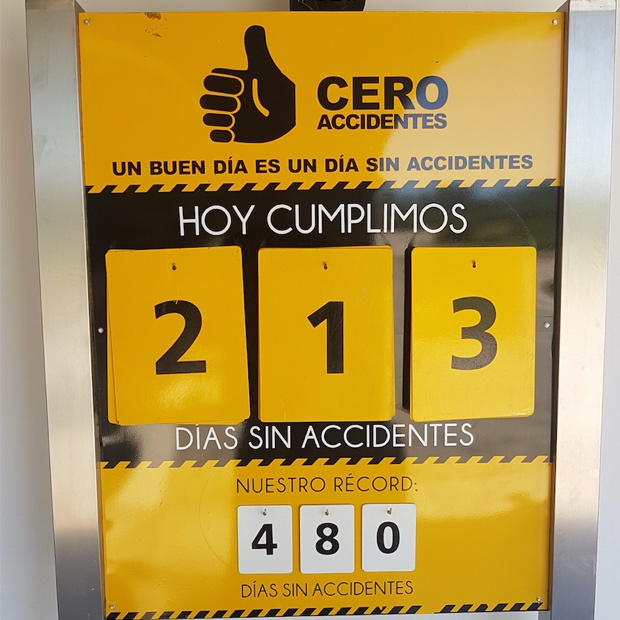 CERO
ACCIDENTES
UN BUEN DÍA ES UN DÍA SIN ACCIDENTES
HOY CUMPLIMOS
2 1 3
DÍAS SIN ACCIDENTES
NUESTRO RÉCORD:
4 8 0
DÍAS SIN ACCIDENTES